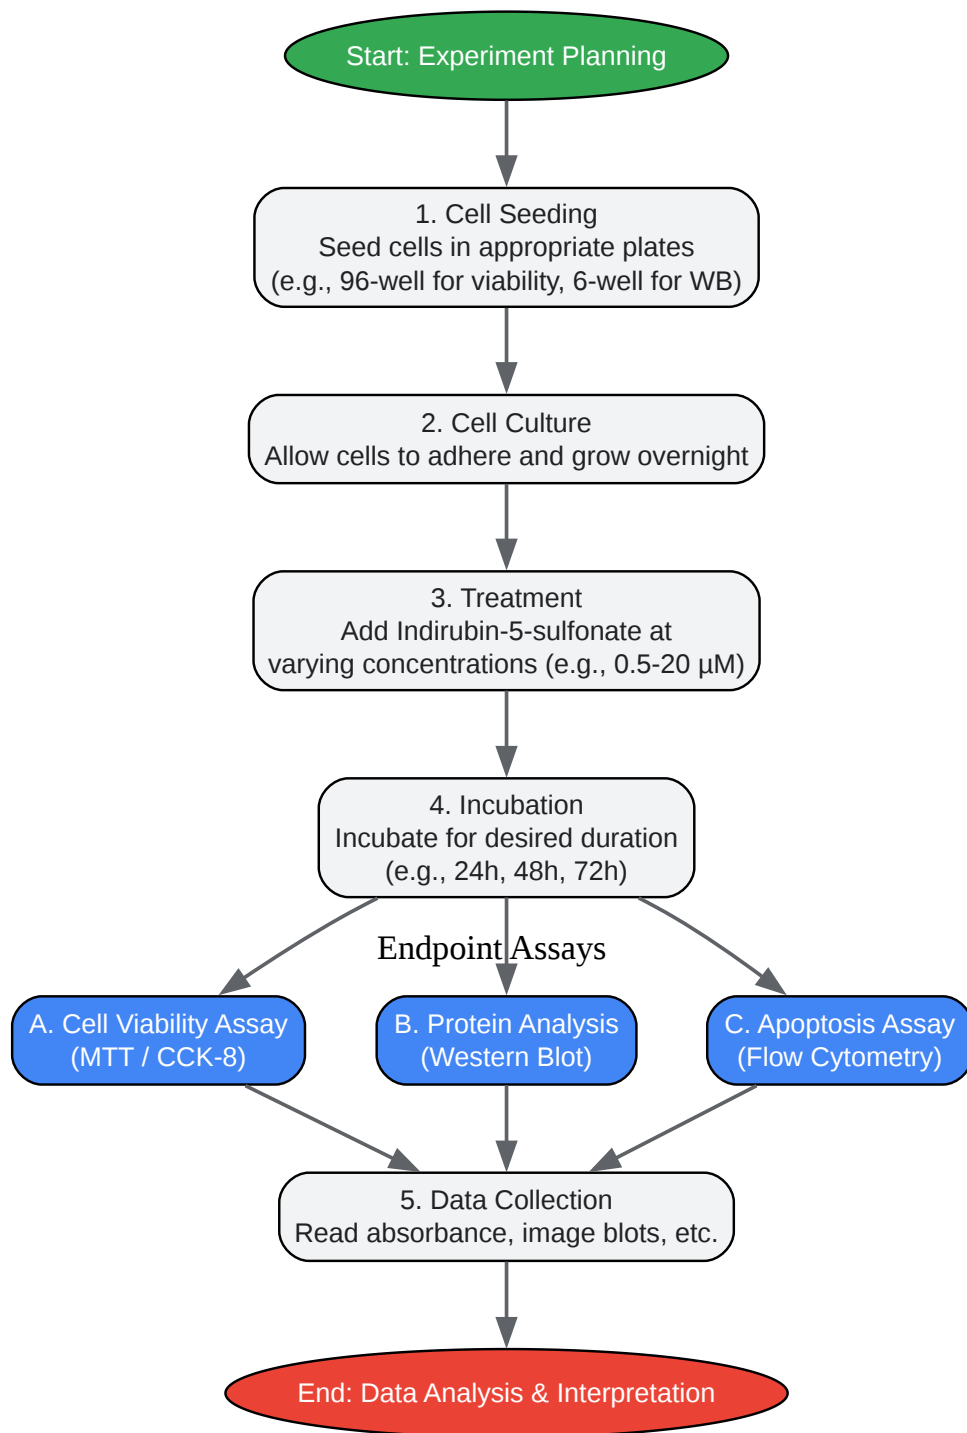 Start: Experiment Planning
1. Cell Seeding
Seed cells in appropriate plates
(e.g., 96-well for viability, 6-well for WB)
2. Cell Culture
Allow cells to adhere and grow overnight
3. Treatment
Add Indirubin-5-sulfonate at
varying concentrations (e.g., 0.5-20 µM)
4. Incubation
Incubate for desired duration
(e.g., 24h, 48h, 72h)
Endpoint Assays
A. Cell Viability Assay
(MTT / CCK-8)
B. Protein Analysis
(Western Blot)
C. Apoptosis Assay
(Flow Cytometry)
5. Data Collection
Read absorbance, image blots, etc.
End: Data Analysis & Interpretation